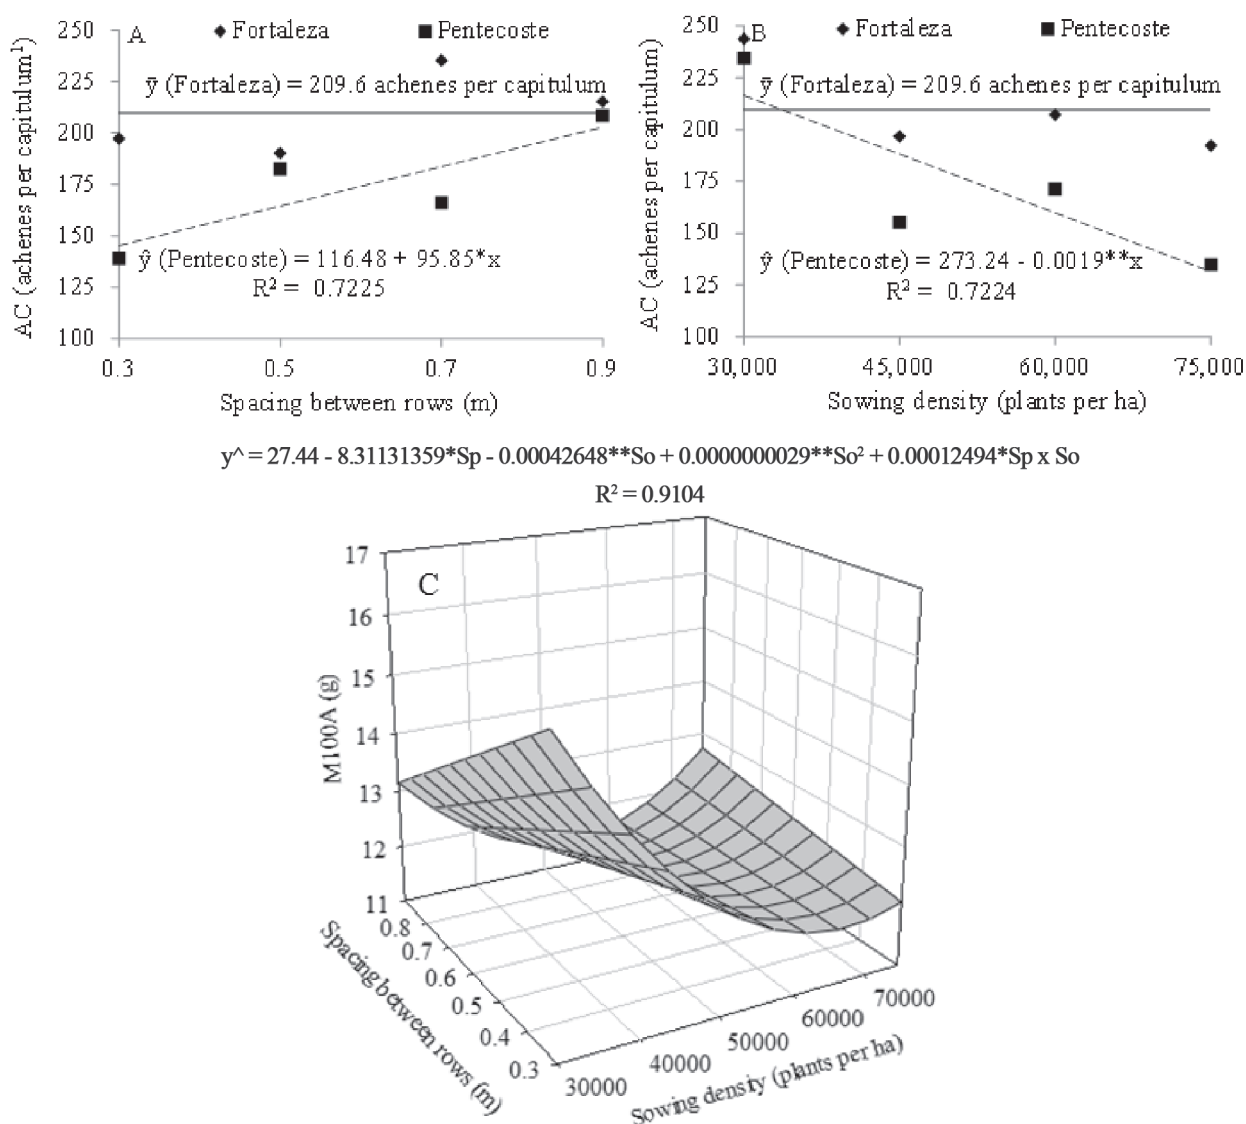 A
Fortaleza
Pentecoste
ȳ (Fortaleza) = 209.6 achenes per capitulum
ŷ (Pentecoste) = 116.48 + 95.85*x
R² = 0.7225
AC (achenes per capitulum¹)
250
225
200
175
150
125
100
0.3 0.5 0.7 0.9
Spacing between rows (m)
B
Fortaleza
Pentecoste
ȳ (Fortaleza) = 209.6 achenes per capitulum
ŷ (Pentecoste) = 273.24 - 0.0019**x
R² = 0.7224
AC (achenes per capitulum)
250
225
200
175
150
125
100
30,000 45,000 60,000 75,000
Sowing density (plants per ha)
y^ = 27.44 - 8.31131359*Sp - 0.00042648**So + 0.0000000029**So² + 0.00012494*Sp x So
R² = 0.9104
C
M100A (g)
17
16
15
14
13
12
11
0.8
0.7
0.6
0.5
0.4
0.3
Spacing between rows (m)
30000
40000
50000
60000
70000
Sowing density (plants per ha)